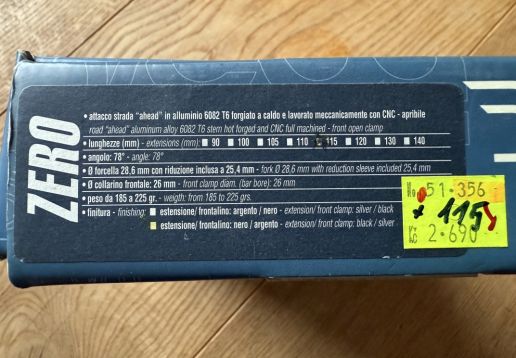 ZERO
• attacco strada "ahead" in alluminio 6082 T6 forgiato a caldo e lavorato meccanicamente con CNC - apribile
road "ahead" aluminum alloy 6082 T6 stem hot forged and CNC full machined - front open clamp
• lunghezze (mm) - extensions (mm) 90 100 105 110 115 120 130 140
• angolo: 78° - angle: 78°
• Ø forcella 28.6 mm con riduzione inclusa a 25,4 mm - fork Ø 28,6 mm with reduction sleeve included 25,4 mm
• Ø collarino frontale: 26 mm - front clamp diam. (bar bore): 26 mm
• peso da 185 a 225 gr. - weigth: from 185 to 225 grs.
• finitura - finishing: estensione/frontalino: argento / nero - extension/ front clamp: silver / black
estensione/ frontalino: nero / argento - extension/ front clamp: black / silver
No. 51·356
115
Kč 2·690